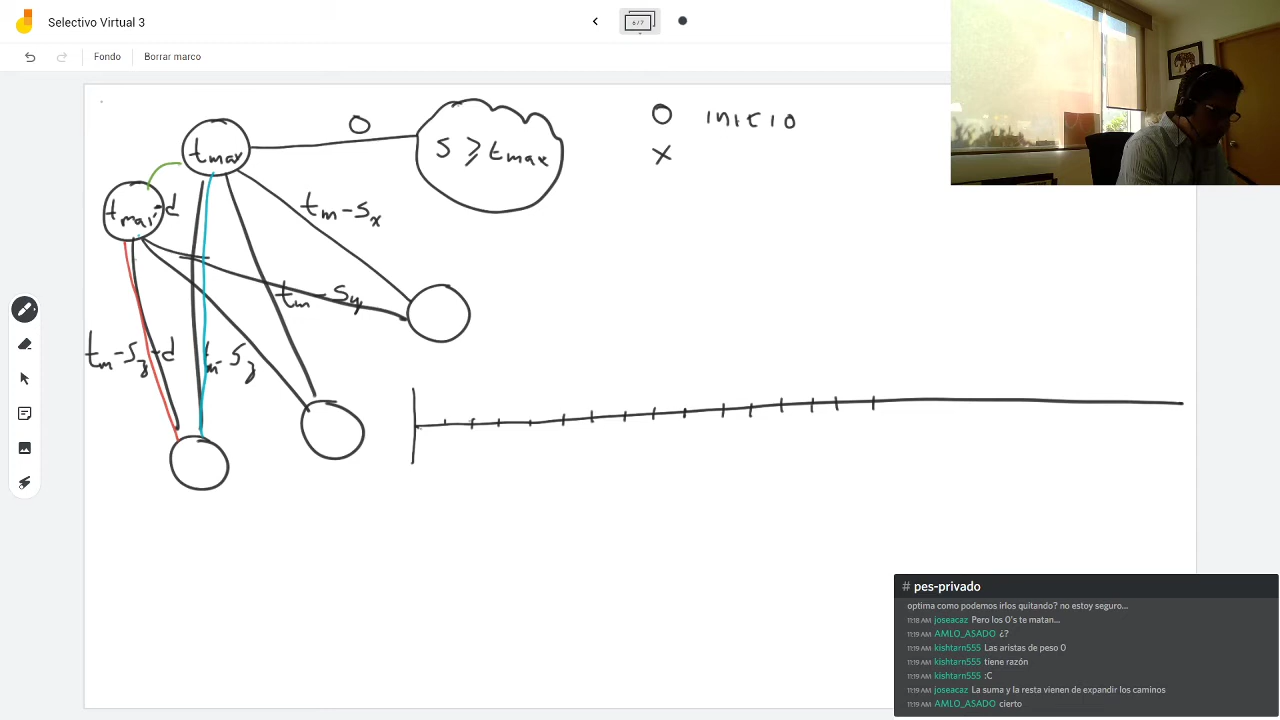 Selectivo Virtual 3
6 / 7
Fondo
Borrar marco
tmax
O
S ≥ tmax
O INICIO
X
tmax-d
tm-Sx
tm-Sy
tm-Sz-d
tm-Sz
# pes-privado
optima como podemos irlos quitando? no estoy seguro...
11:18 AM joseacaz Pero los 0's te matan...
11:19 AM AMLO_ASADO ¿?
11:19 AM kishtarn555 Las aristas de peso 0
11:19 AM kishtarn555 tiene razón
11:19 AM kishtarn555 :C
11:19 AM joseacaz La suma y la resta vienen de expandir los caminos
11:19 AM AMLO_ASADO cierto